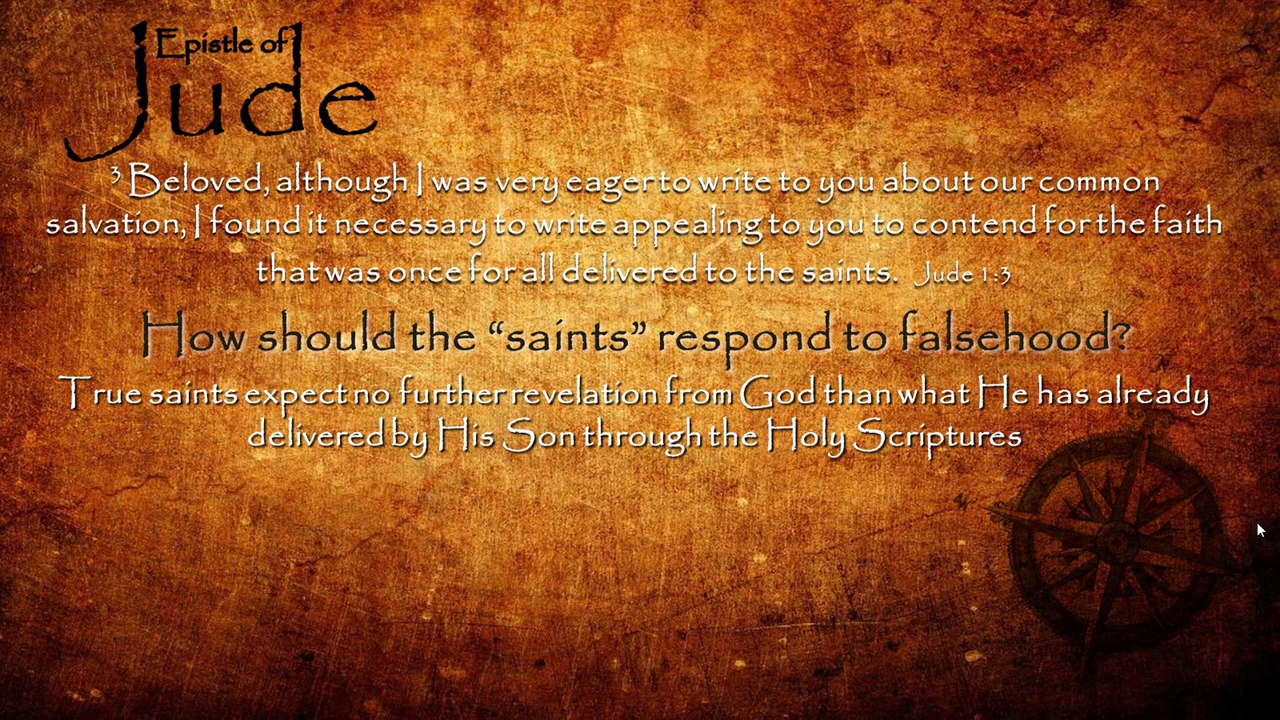 Epistle of
Jude
3 Beloved, although I was very eager to write to you about our common
salvation, I found it necessary to write appealing to you to contend for the faith
that was once for all delivered to the saints. Jude 1:3
How should the “saints” respond to falsehood?
True saints expect no further revelation from God than what He has already
delivered by His Son through the Holy Scriptures
N
W